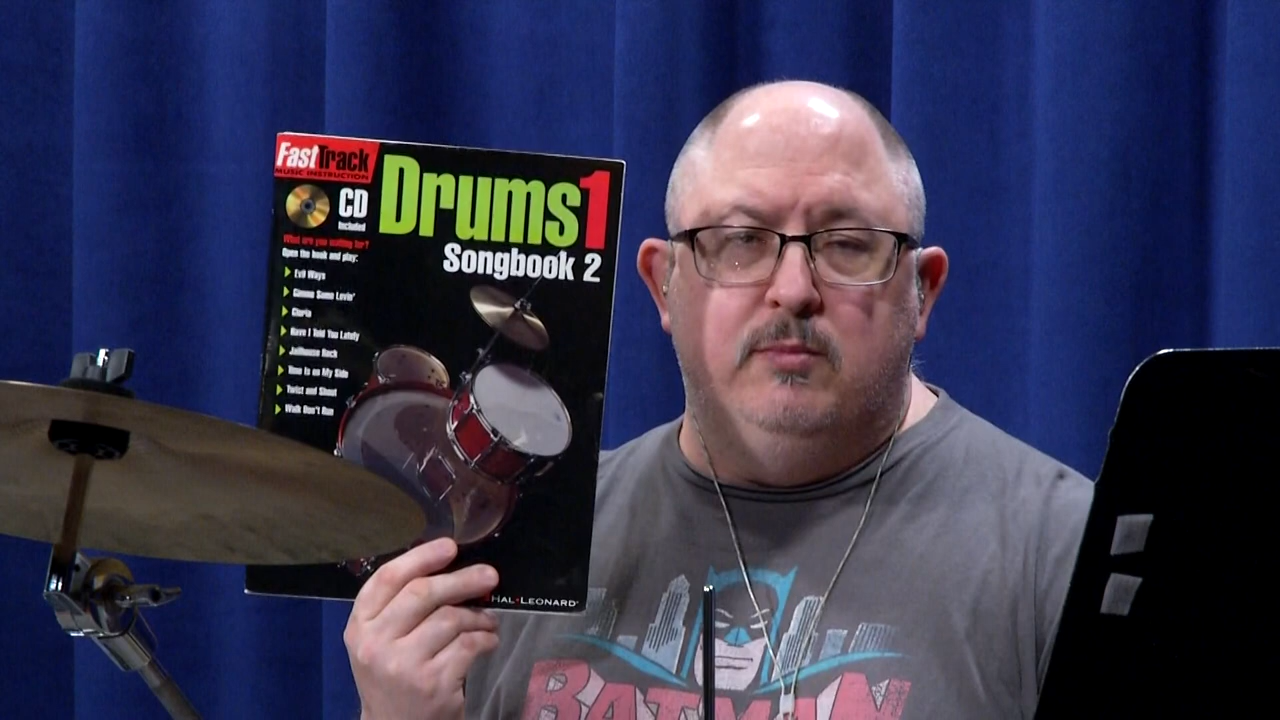 FastTrack
MUSIC INSTRUCTION
CD
Included
Drums1
Songbook 2
What are you waiting for?
Open the book and play:
Evil Ways
Gimme Some Lovin'
Gloria
Have I Told You Lately
Jailhouse Rock
Time Is on My Side
Twist and Shout
Walk Don't Run
HAL•LEONARD®
BATMAN